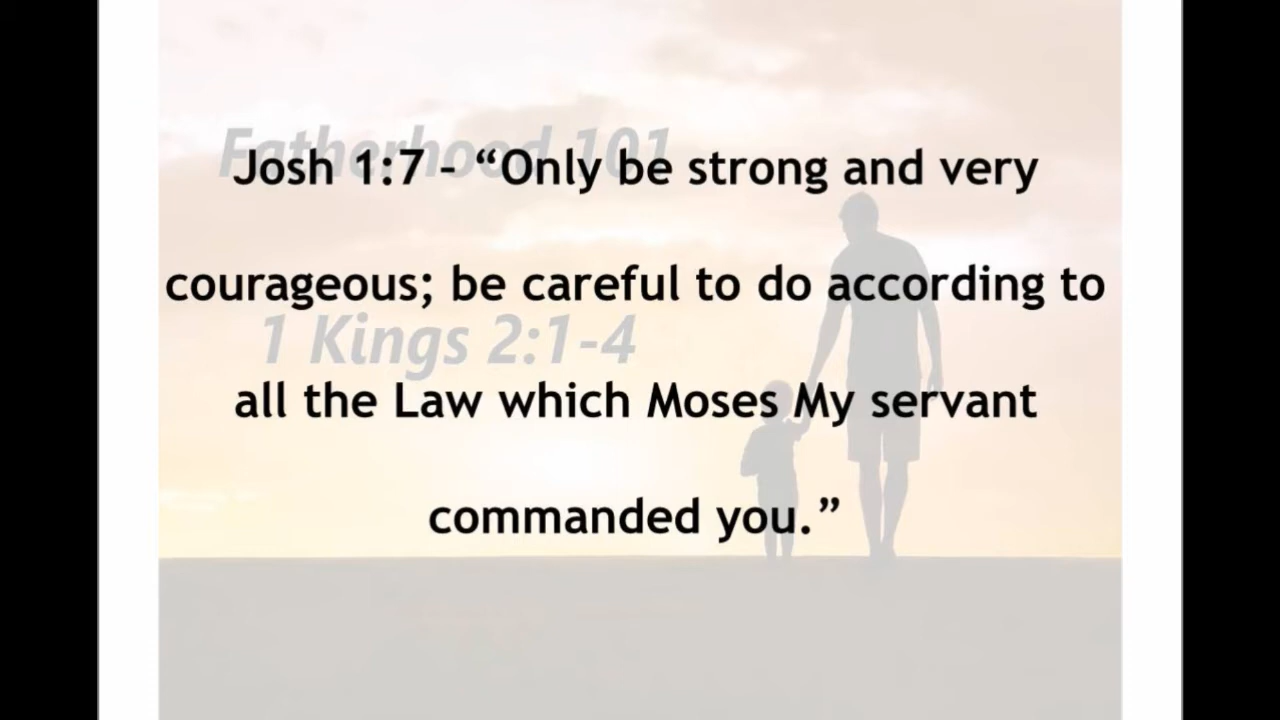 Fatherhood 101
Josh 1:7 – “Only be strong and very
courageous; be careful to do according to
1 Kings 2:1-4
all the Law which Moses My servant
commanded you.”